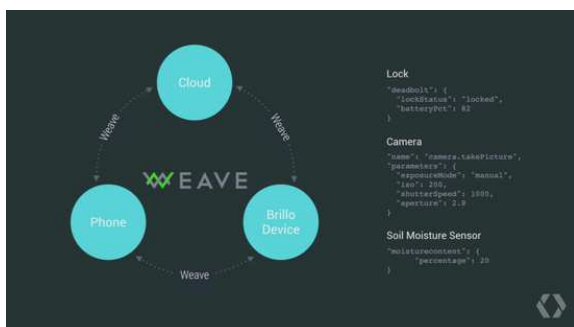 Cloud
Weave
Weave
WEAVE
Phone
Brillo
Device
Weave
Lock
"deadbolt": {
"lockStatus": "locked",
"batteryPct": 82
}
Camera
"name": "camera.takePicture",
"parameters": {
"exposureMode": "manual",
"iso": 200,
"shutterSpeed": 1000,
"aperture": 2.8
}
Soil Moisture Sensor
"moisturecontent": {
"percentage": 20
}